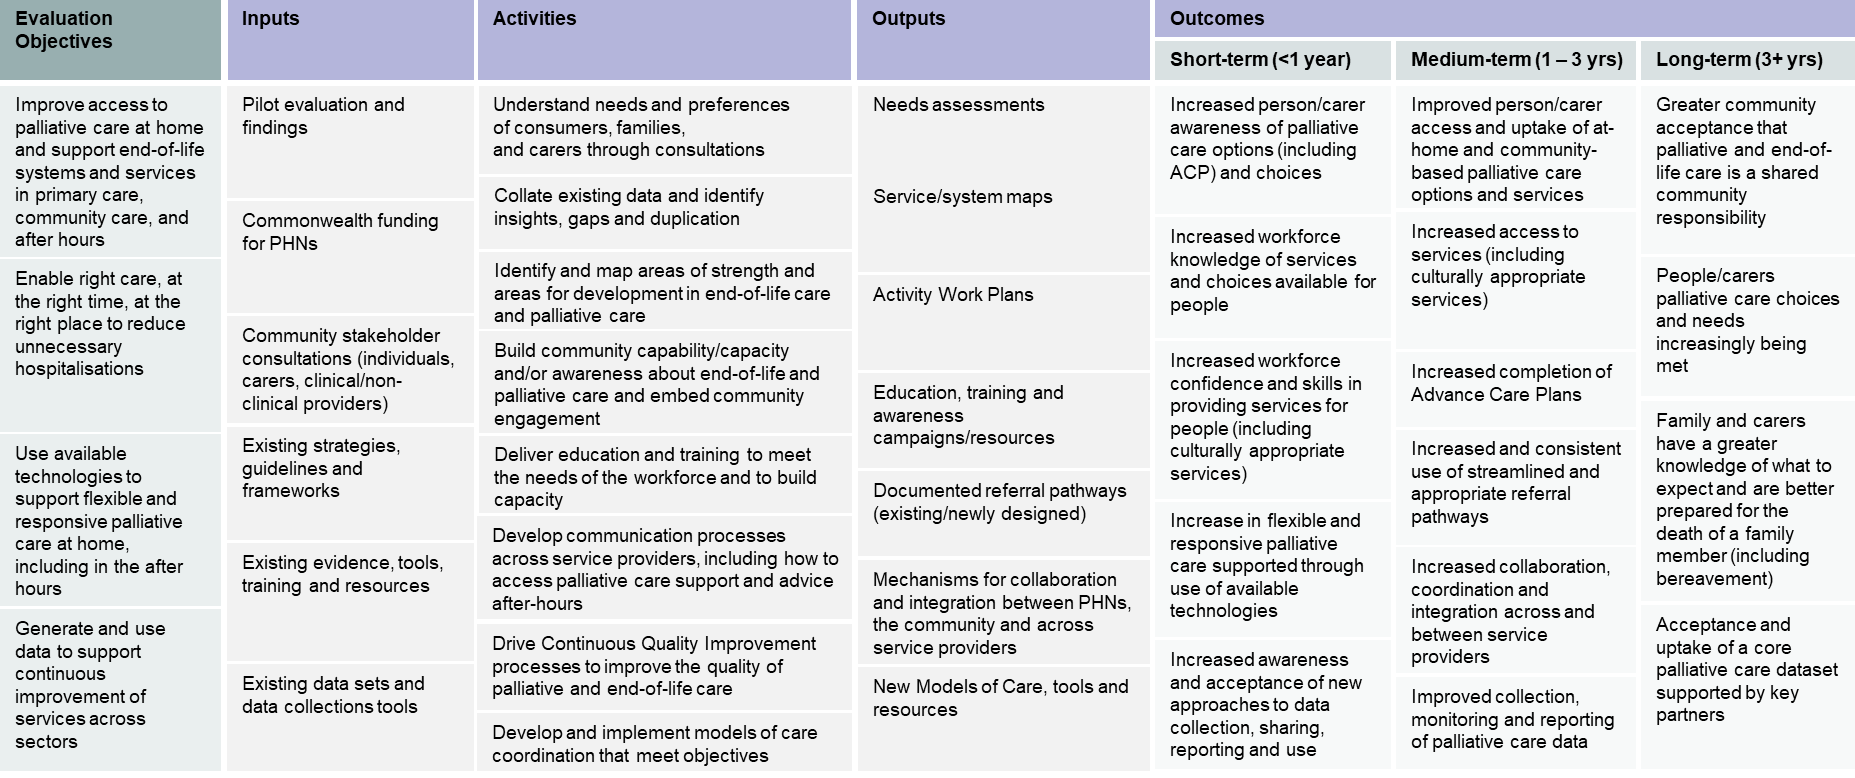 Evaluation
Objectives
Inputs
Activities
Outputs
Outcomes
Short-term (<1 year)
Medium-term (1 – 3 yrs)
Long-term (3+ yrs)
Improve access to
palliative care at home
and support end-of-life
systems and services
in primary care,
community care, and
after hours
Enable right care, at
the right time, at the
right place to reduce
unnecessary
hospitalisations
Use available
technologies to
support flexible and
responsive palliative
care at home,
including in the after
hours
Generate and use
data to support
continuous
improvement of
services across
sectors
Pilot evaluation and
findings
Commonwealth funding
for PHNs
Community stakeholder
consultations (individuals,
carers, clinical/non-
clinical providers)
Existing strategies,
guidelines and
frameworks
Existing evidence, tools,
training and resources
Existing data sets and
data collections tools
Understand needs and preferences
of consumers, families,
and carers through consultations
Collate existing data and identify
insights, gaps and duplication
Identify and map areas of strength and
areas for development in end-of-life care
and palliative care
Build community capability/capacity
and/or awareness about end-of-life and
palliative care and embed community
engagement
Deliver education and training to meet
the needs of the workforce and to build
capacity
Develop communication processes
across service providers, including how to
access palliative care support and advice
after-hours
Drive Continuous Quality Improvement
processes to improve the quality of
palliative and end-of-life care
Develop and implement models of care
coordination that meet objectives
Needs assessments
Service/system maps
Activity Work Plans
Education, training and
awareness
campaigns/resources
Documented referral pathways
(existing/newly designed)
Mechanisms for collaboration
and integration between PHNs,
the community and across
service providers
New Models of Care, tools and
resources
Increased person/carer
awareness of palliative
care options (including
ACP) and choices
Increased workforce
knowledge of services
and choices available for
people
Increased workforce
confidence and skills in
providing services for
people (including
culturally appropriate
services)
Increase in flexible and
responsive palliative
care supported through
use of available
technologies
Increased awareness
and acceptance of new
approaches to data
collection, sharing,
reporting and use
Improved person/carer
access and uptake of at-
home and community-
based palliative care
options and services
Increased access to
services (including
culturally appropriate
services)
Increased completion of
Advance Care Plans
Increased and consistent
use of streamlined and
appropriate referral
pathways
Increased collaboration,
coordination and
integration across and
between service
providers
Improved collection,
monitoring and reporting
of palliative care data
Greater community
acceptance that
palliative and end-of-
life care is a shared
community
responsibility
People/carers
palliative care choices
and needs
increasingly being
met
Family and carers
have a greater
knowledge of what to
expect and are better
prepared for the
death of a family
member (including
bereavement)
Acceptance and
uptake of a core
palliative care dataset
supported by key
partners